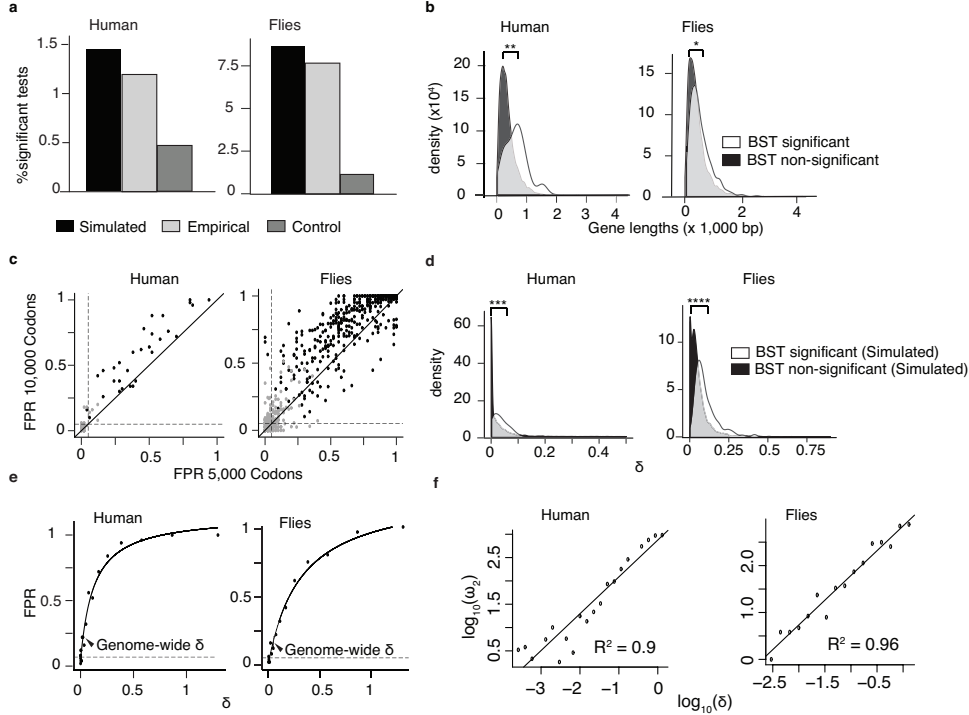 a
Human
Flies
%significant tests
1.5
1
0.5
0
7.5
5
2.5
0
Simulated
Empirical
Control
b
Human
Flies
**
*
density (x10⁴)
20
15
10
5
0
0 1 2 3 4
15
10
5
0
0 2 4
Gene lengths (x 1,000 bp)
BST significant
BST non-significant
c
Human
Flies
FPR 10,000 Codons
1
0.5
0
0 0.5 1
1
0.5
0
0 0.5 1
FPR 5,000 Codons
d
Human
Flies
***
****
density
60
40
20
0
0 0.2 0.4
10
5
0
0 0.25 0.75
δ
BST significant (Simulated)
BST non-significant (Simulated)
e
Human
Flies
FPR
1
0.5
0
0 0.5 1
1
0.5
0
0 0.5 1
Genome-wide δ
Genome-wide δ
δ
f
Human
Flies
log₁₀(ω₂)
2.5
1.5
0.5
−3 −2 −1 0
R² = 0.9
2.0
1.0
0
−2.5 −1.5 −0.5
R² = 0.96
log₁₀(δ)